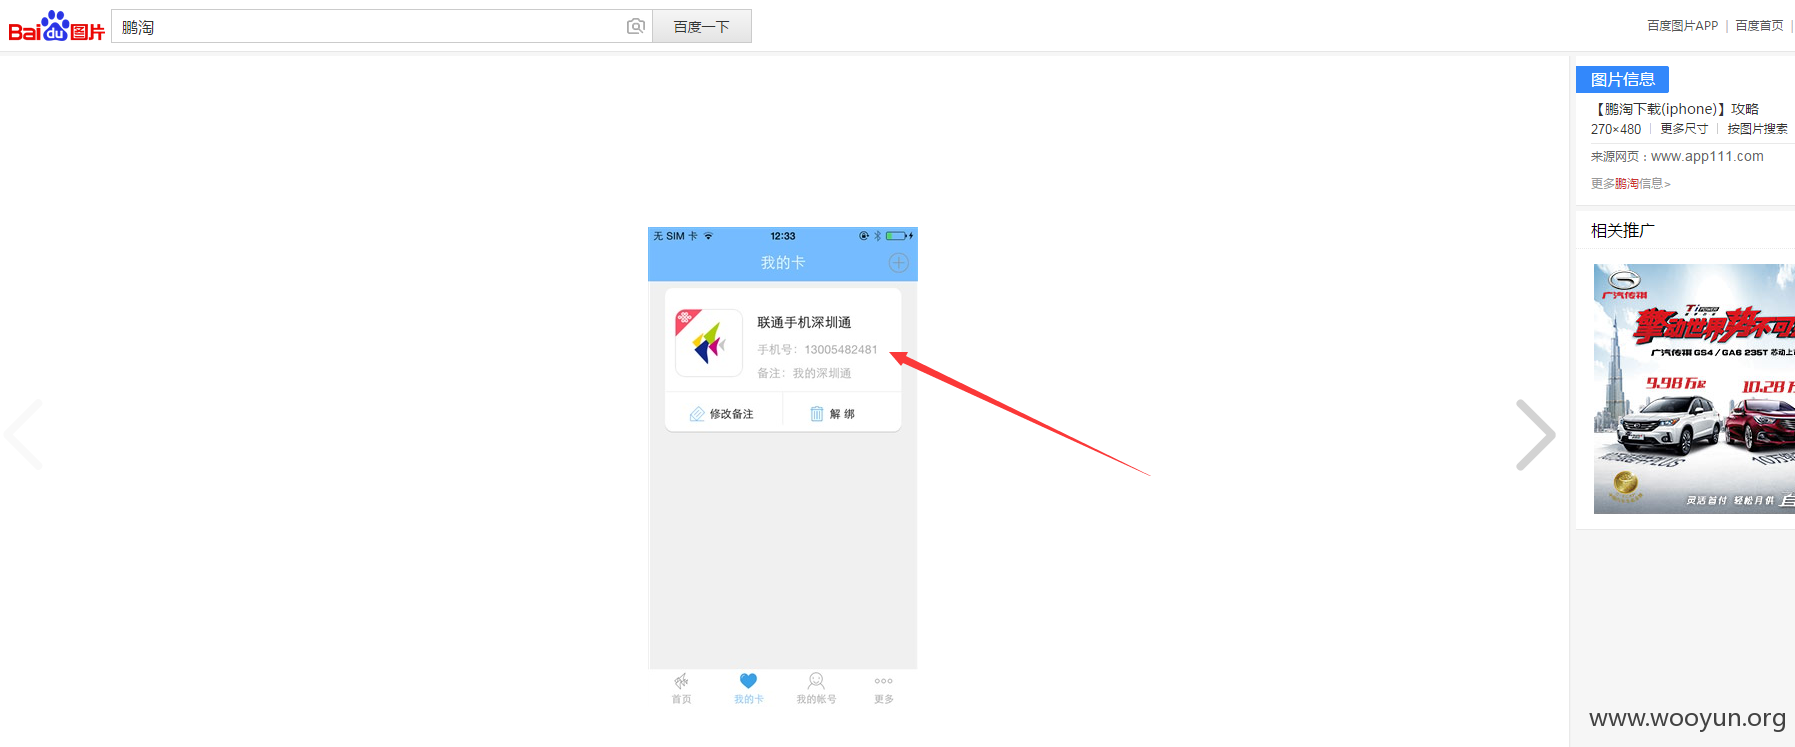 Bai du 图片
鹏淘
百度一下
百度图片APP | 百度首页 |
图片信息
【鹏淘下载(iphone)】攻略
270×480 | 更多尺寸 | 按图片搜索
来源网页：www.app111.com
更多鹏淘信息>
相关推广
广汽传祺
擎动世界 势不可
广汽传祺 GS4 / GA6 235T 芯动上
9.98万起
10.28万
灵活首付 轻松月供
无 SIM 卡
12:33
我的卡
联通手机深圳通
手机号：13005482481
备注：我的深圳通
修改备注
解 绑
首页
我的卡
我的帐号
更多
www.wooyun.org